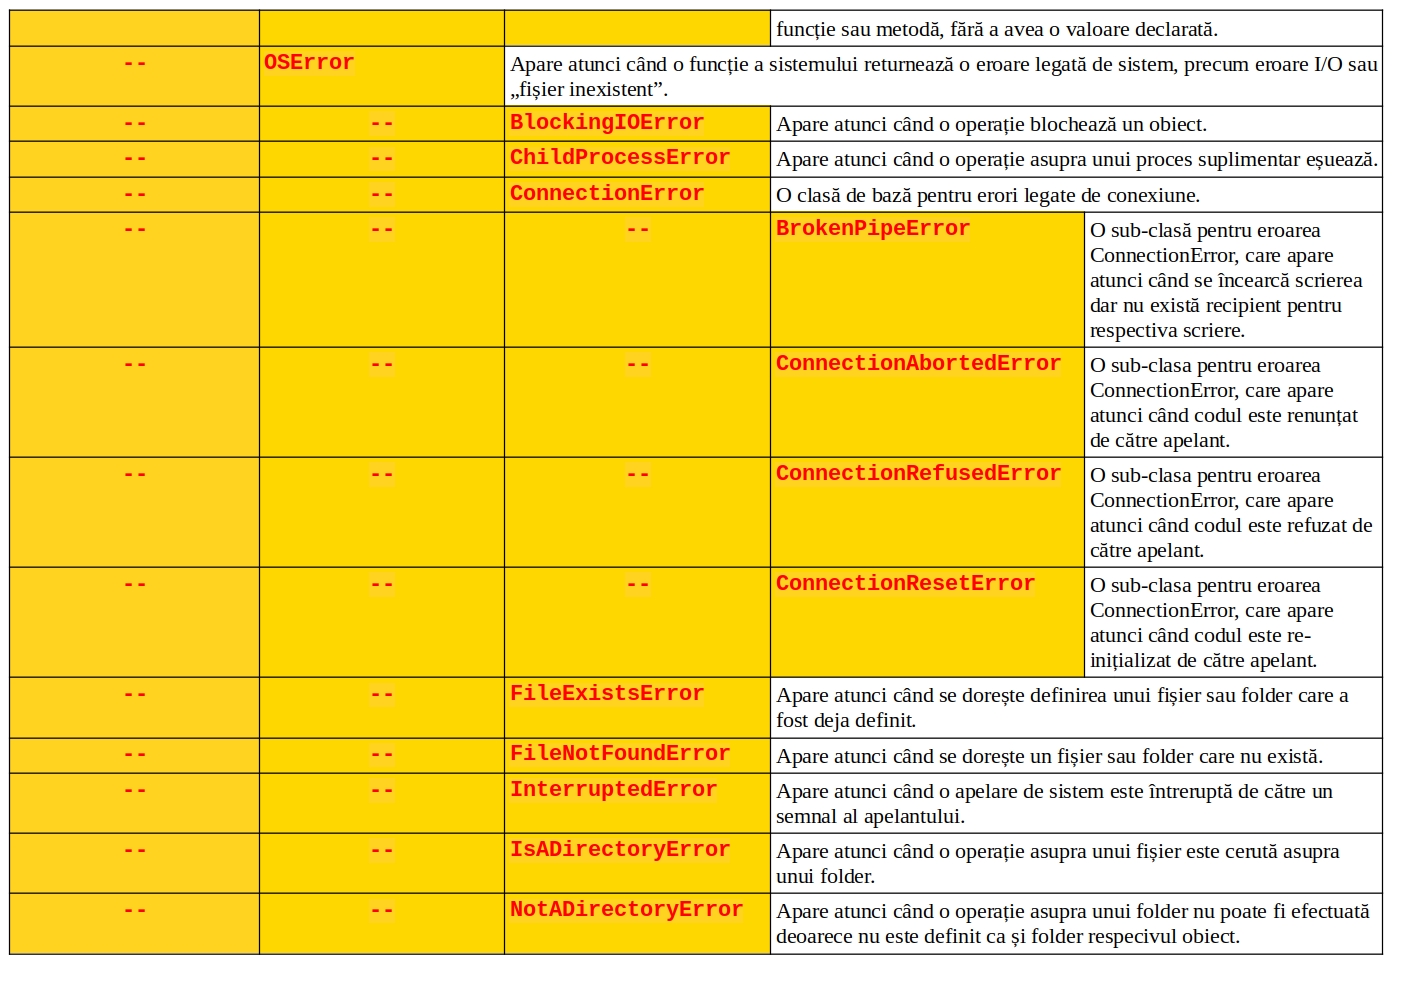 funcție sau metodă, fără a avea o valoare declarată.
-- OSError Apare atunci când o funcție a sistemului returnează o eroare legată de sistem, precum eroare I/O sau
„fișier inexistent”.
-- -- BlockingIOError Apare atunci când o operație blochează un obiect.
-- -- ChildProcessError Apare atunci când o operație asupra unui proces suplimentar eșuează.
-- -- ConnectionError O clasă de bază pentru erori legate de conexiune.
-- -- -- BrokenPipeError O sub-clasă pentru eroarea
ConnectionError, care apare
atunci când se încearcă scrierea
dar nu există recipient pentru
respectiva scriere.
-- -- -- ConnectionAbortedError O sub-clasa pentru eroarea
ConnectionError, care apare
atunci când codul este renunțat
de către apelant.
-- -- -- ConnectionRefusedError O sub-clasa pentru eroarea
ConnectionError, care apare
atunci când codul este refuzat de
către apelant.
-- -- -- ConnectionResetError O sub-clasa pentru eroarea
ConnectionError, care apare
atunci când codul este re-
inițializat de către apelant.
-- -- FileExistsError Apare atunci când se dorește definirea unui fișier sau folder care a
fost deja definit.
-- -- FileNotFoundError Apare atunci când se dorește un fișier sau folder care nu există.
-- -- InterruptedError Apare atunci când o apelare de sistem este întreruptă de către un
semnal al apelantului.
-- -- IsADirectoryError Apare atunci când o operație asupra unui fișier este cerută asupra
unui folder.
-- -- NotADirectoryError Apare atunci când o operație asupra unui folder nu poate fi efectuată
deoarece nu este definit ca și folder respecivul obiect.